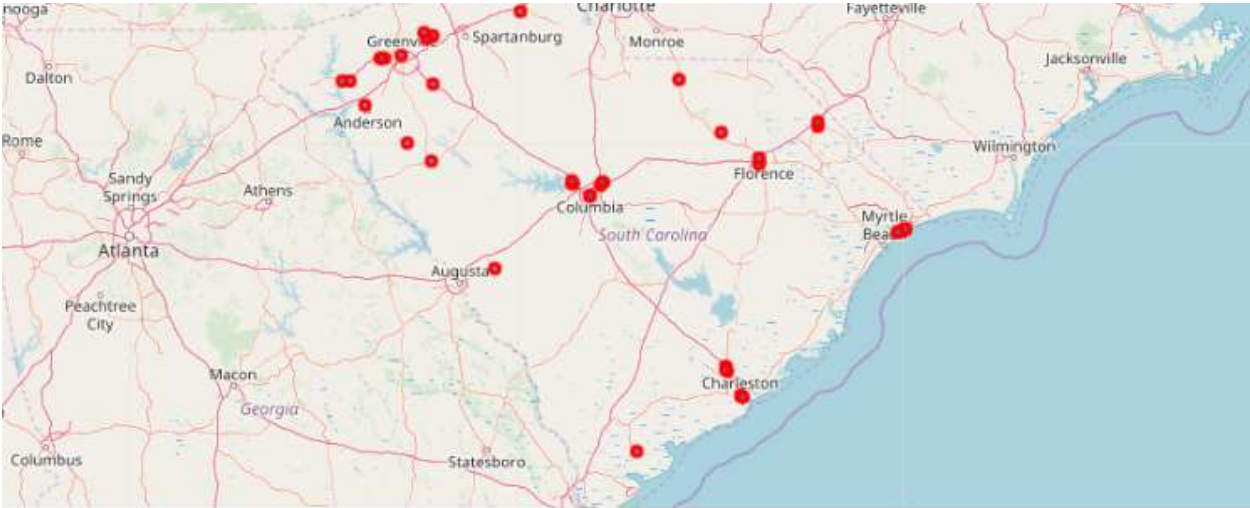 nooga
Charlotte
Fayetteville
Greenville
Spartanburg
Monroe
Jacksonville
Dalton
Anderson
Rome
Wilmington
Sandy
Springs
Athens
Florence
Columbia
Myrtle
Beach
South Carolina
Atlanta
Augusta
Peachtree
City
Macon
Charleston
Georgia
Columbus
Statesboro